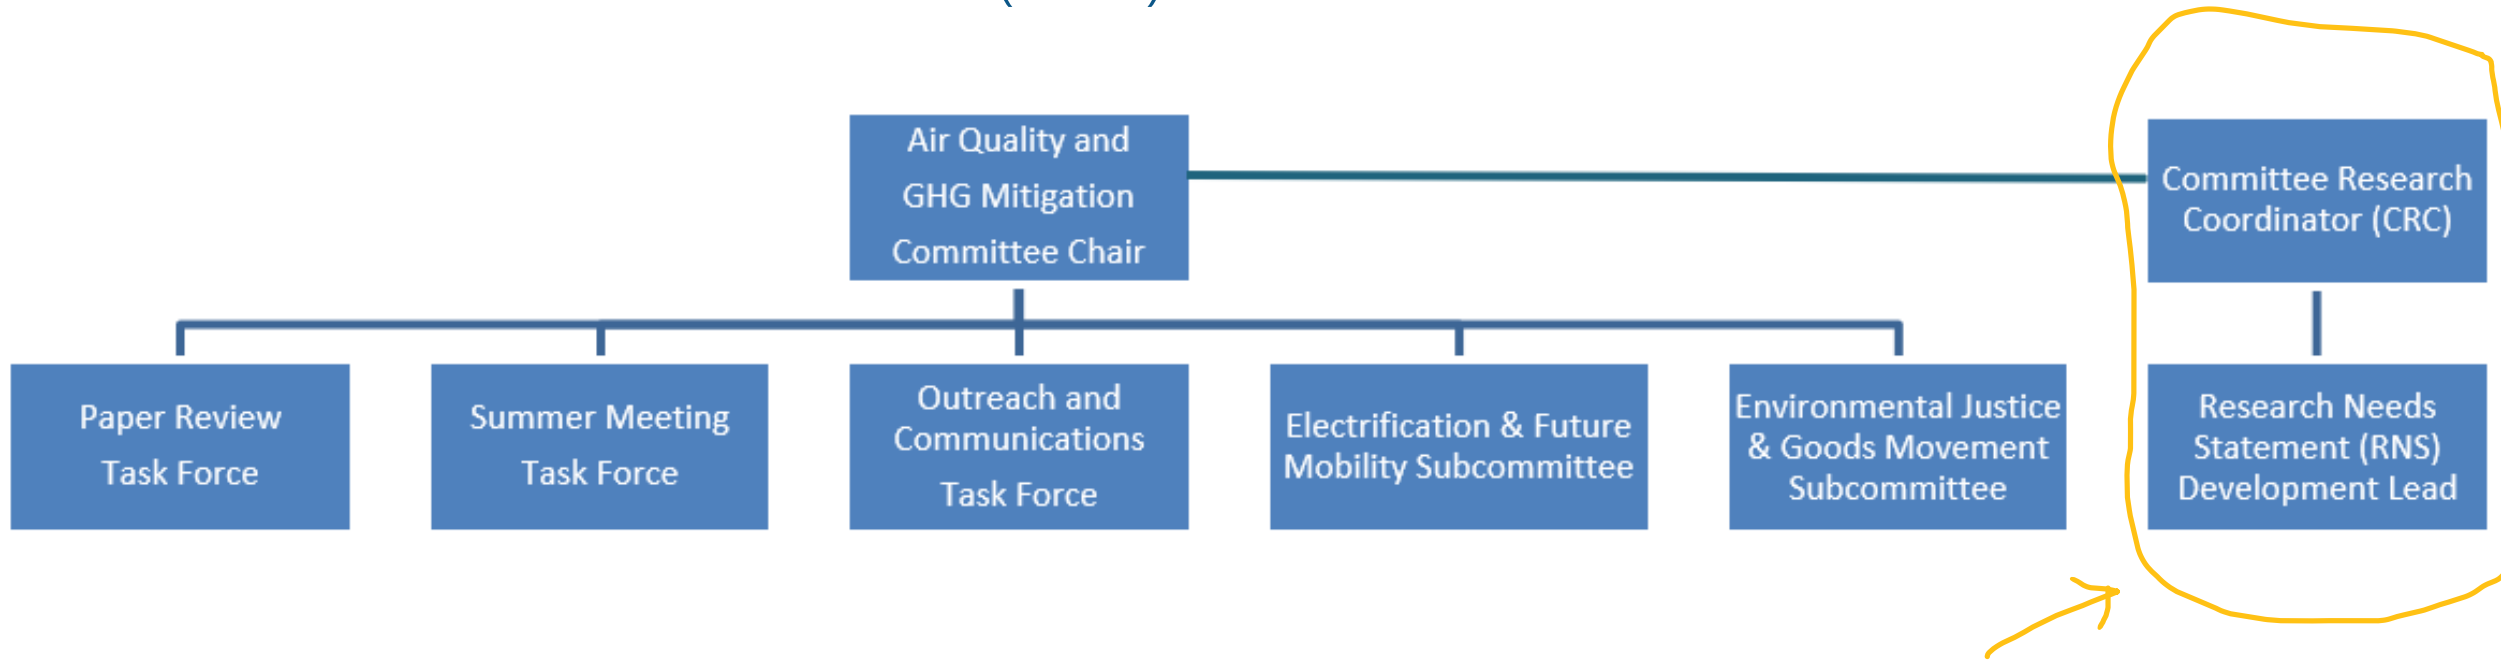 Air Quality and
GHG Mitigation
Committee Chair
Committee Research
Coordinator (CRC)
Paper Review
Task Force
Summer Meeting
Task Force
Outreach and
Communications
Task Force
Electrification & Future
Mobility Subcommittee
Environmental Justice
& Goods Movement
Subcommittee
Research Needs
Statement (RNS)
Development Lead